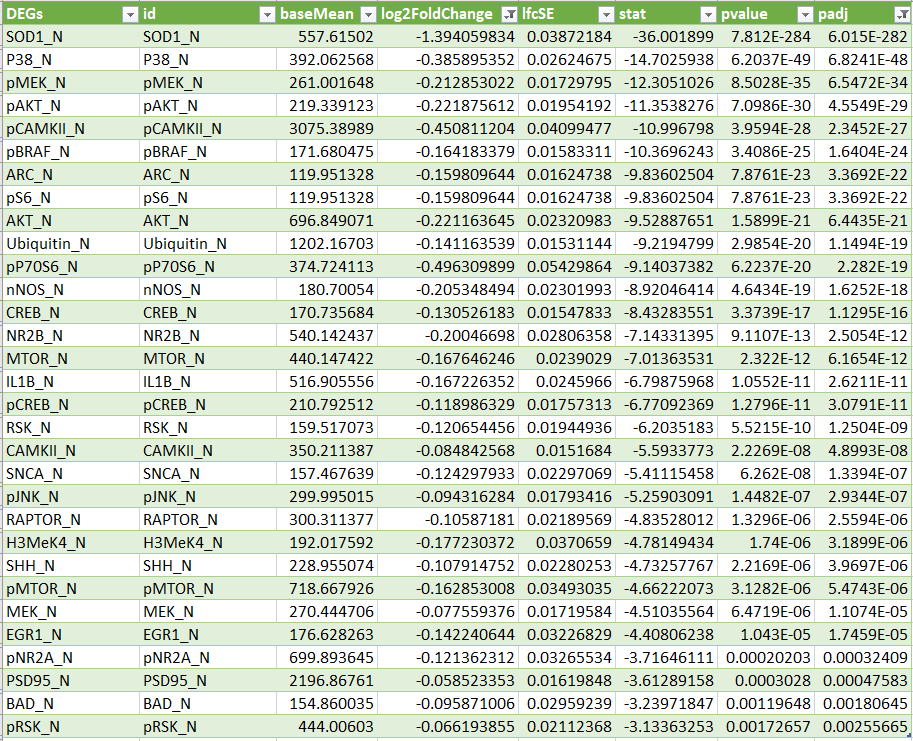 DEGs id baseMean log2FoldChange lfcSE stat pvalue padj
SOD1_N SOD1_N 557.61502 -1.394059834 0.03872184 -36.001899 7.812E-284 6.015E-282
P38_N P38_N 392.062568 -0.385895352 0.02624675 -14.7025938 6.2037E-49 6.8241E-48
pMEK_N pMEK_N 261.001648 -0.212853022 0.01729795 -12.3051026 8.5028E-35 6.5472E-34
pAKT_N pAKT_N 219.339123 -0.221875612 0.01954192 -11.3538276 7.0986E-30 4.5549E-29
pCAMKII_N pCAMKII_N 3075.38989 -0.450811204 0.04099477 -10.996798 3.9594E-28 2.3452E-27
pBRAF_N pBRAF_N 171.680475 -0.164183379 0.01583311 -10.3696243 3.4086E-25 1.6404E-24
ARC_N ARC_N 119.951328 -0.159809644 0.01624738 -9.83602504 7.8761E-23 3.3692E-22
pS6_N pS6_N 119.951328 -0.159809644 0.01624738 -9.83602504 7.8761E-23 3.3692E-22
AKT_N AKT_N 696.849071 -0.221163645 0.02320983 -9.52887651 1.5899E-21 6.4435E-21
Ubiquitin_N Ubiquitin_N 1202.16703 -0.141163539 0.01531144 -9.2194799 2.9854E-20 1.1494E-19
pP70S6_N pP70S6_N 374.724113 -0.496309899 0.05429864 -9.14037382 6.2237E-20 2.282E-19
nNOS_N nNOS_N 180.70054 -0.205348494 0.02301993 -8.92046414 4.6434E-19 1.6252E-18
CREB_N CREB_N 170.735684 -0.130526183 0.01547833 -8.43283551 3.3739E-17 1.1295E-16
NR2B_N NR2B_N 540.142437 -0.20046698 0.02806358 -7.14331395 9.1107E-13 2.5054E-12
MTOR_N MTOR_N 440.147422 -0.167646246 0.0239029 -7.01363531 2.322E-12 6.1654E-12
IL1B_N IL1B_N 516.905556 -0.167226352 0.0245966 -6.79875968 1.0552E-11 2.6211E-11
pCREB_N pCREB_N 210.792512 -0.118986329 0.01757313 -6.77092369 1.2796E-11 3.0791E-11
RSK_N RSK_N 159.517073 -0.120654456 0.01944936 -6.2035183 5.5215E-10 1.2504E-09
CAMKII_N CAMKII_N 350.211387 -0.084842568 0.0151684 -5.5933773 2.2269E-08 4.8993E-08
SNCA_N SNCA_N 157.467639 -0.124297933 0.02297069 -5.41115458 6.262E-08 1.3394E-07
pJNK_N pJNK_N 299.995015 -0.094316284 0.01793416 -5.25903091 1.4482E-07 2.9344E-07
RAPTOR_N RAPTOR_N 300.311377 -0.10587181 0.02189569 -4.83528012 1.3296E-06 2.5594E-06
H3MeK4_N H3MeK4_N 192.017592 -0.177230372 0.0370659 -4.78149434 1.74E-06 3.1899E-06
SHH_N SHH_N 228.955074 -0.107914752 0.02280253 -4.73257767 2.2169E-06 3.9697E-06
pMTOR_N pMTOR_N 718.667926 -0.162853008 0.03493035 -4.66222073 3.1282E-06 5.4743E-06
MEK_N MEK_N 270.444706 -0.077559376 0.01719584 -4.51035564 6.4719E-06 1.1074E-05
EGR1_N EGR1_N 176.628263 -0.142240644 0.03226829 -4.40806238 1.043E-05 1.7459E-05
pNR2A_N pNR2A_N 699.893645 -0.121362312 0.03265534 -3.71646111 0.00020203 0.00032409
PSD95_N PSD95_N 2196.86761 -0.058523353 0.01619848 -3.61289158 0.0003028 0.00047583
BAD_N BAD_N 154.860035 -0.095871006 0.02959239 -3.23971847 0.00119648 0.00180645
pRSK_N pRSK_N 444.00603 -0.066193855 0.02112368 -3.13363253 0.00172657 0.00255665